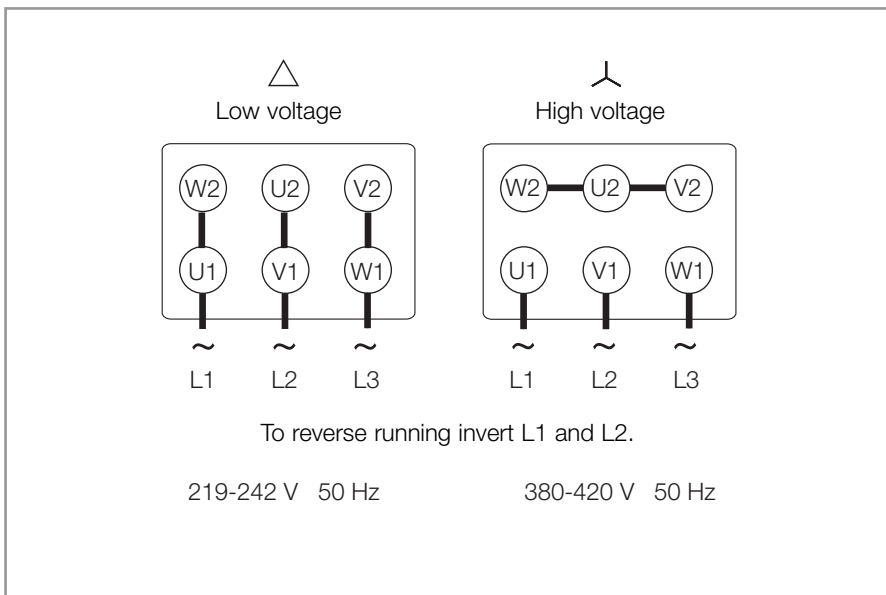 Low voltage High voltage
W2 U2 V2 W2 U2 V2
U1 V1 W1 U1 V1 W1
~ ~ ~ ~ ~ ~
L1 L2 L3 L1 L2 L3
To reverse running invert L1 and L2.
219-242 V 50 Hz 380-420 V 50 Hz